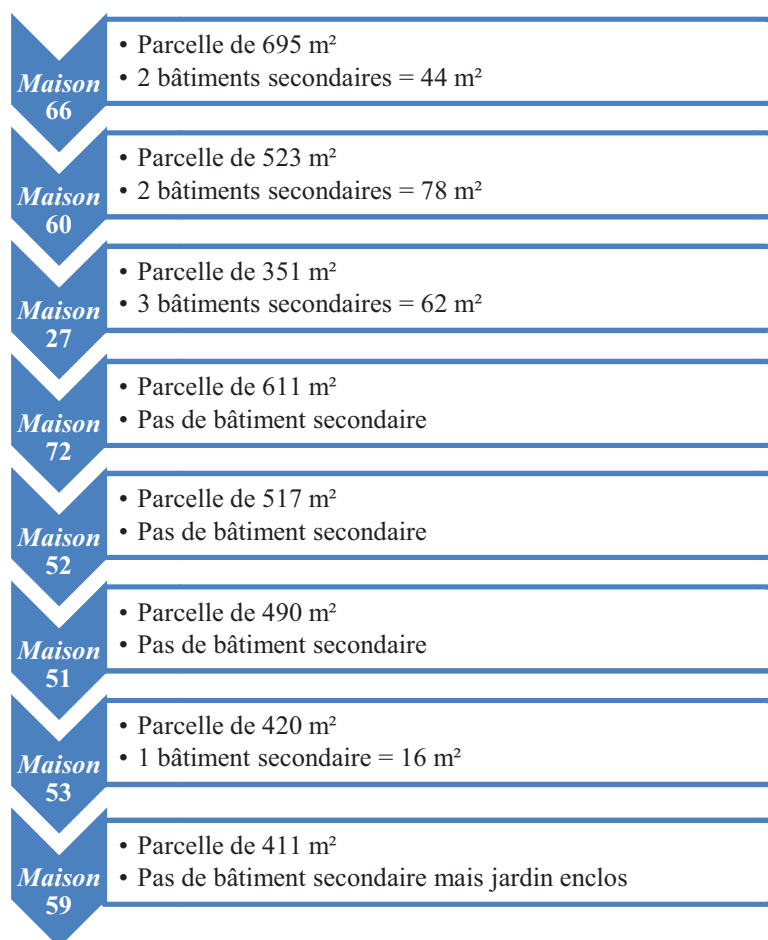 Maison
66
• Parcelle de 695 m²
• 2 bâtiments secondaires = 44 m²
Maison
60
• Parcelle de 523 m²
• 2 bâtiments secondaires = 78 m²
Maison
27
• Parcelle de 351 m²
• 3 bâtiments secondaires = 62 m²
Maison
72
• Parcelle de 611 m²
• Pas de bâtiment secondaire
Maison
52
• Parcelle de 517 m²
• Pas de bâtiment secondaire
Maison
51
• Parcelle de 490 m²
• Pas de bâtiment secondaire
Maison
53
• Parcelle de 420 m²
• 1 bâtiment secondaire = 16 m²
Maison
59
• Parcelle de 411 m²
• Pas de bâtiment secondaire mais jardin enclos